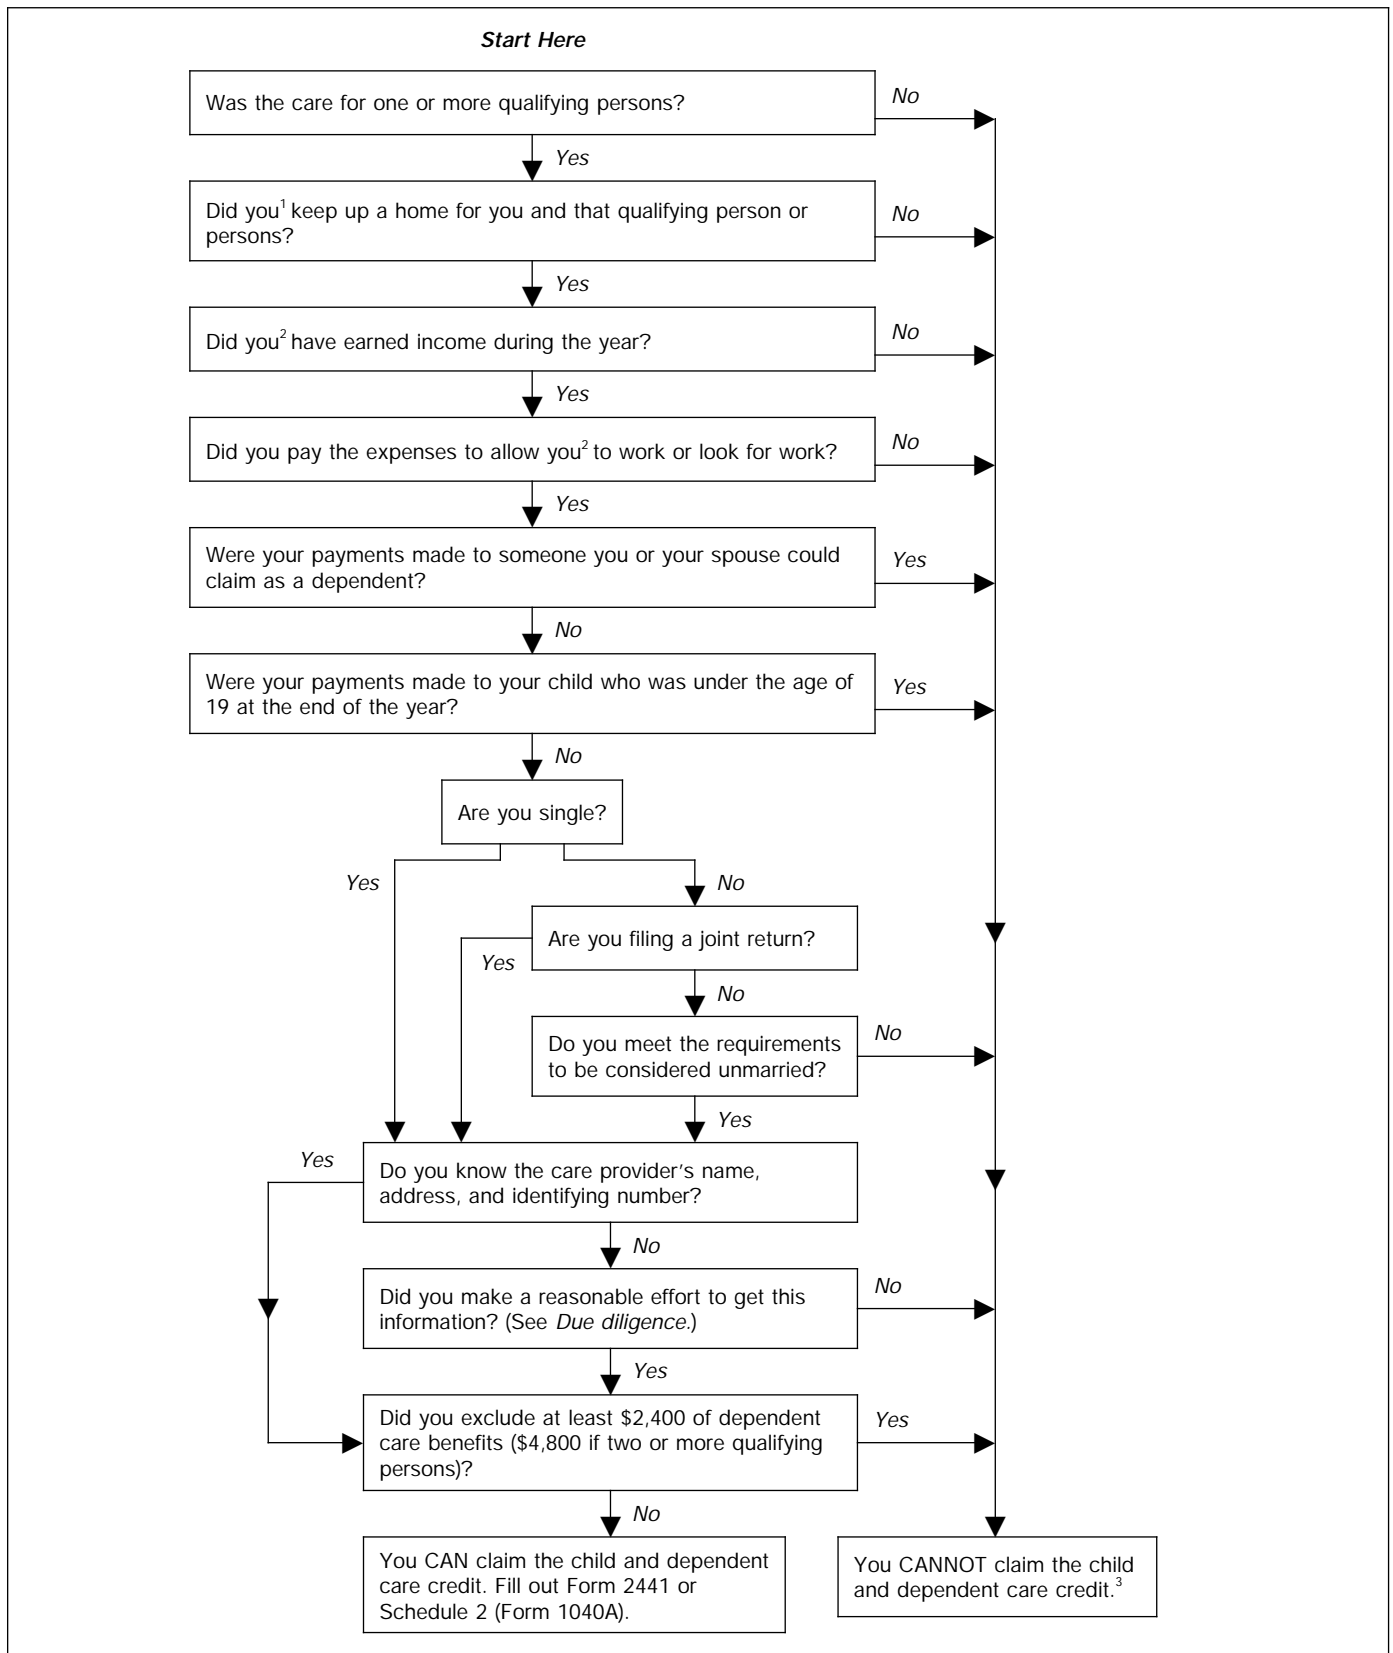 Start Here
Was the care for one or more qualifying persons?
No
Yes
Did you¹ keep up a home for you and that qualifying person or
persons?
No
Yes
Did you² have earned income during the year?
No
Yes
Did you pay the expenses to allow you² to work or look for work?
No
Yes
Were your payments made to someone you or your spouse could
claim as a dependent?
Yes
No
Were your payments made to your child who was under the age of
19 at the end of the year?
Yes
No
Are you single?
Yes
No
Are you filing a joint return?
Yes
No
Do you meet the requirements
to be considered unmarried?
No
Yes
Yes
Do you know the care provider's name,
address, and identifying number?
No
Did you make a reasonable effort to get this
information? (See Due diligence.)
No
Yes
Did you exclude at least $2,400 of dependent
care benefits ($4,800 if two or more qualifying
persons)?
Yes
No
You CAN claim the child and dependent
care credit. Fill out Form 2441 or
Schedule 2 (Form 1040A).
You CANNOT claim the child
and dependent care credit.³